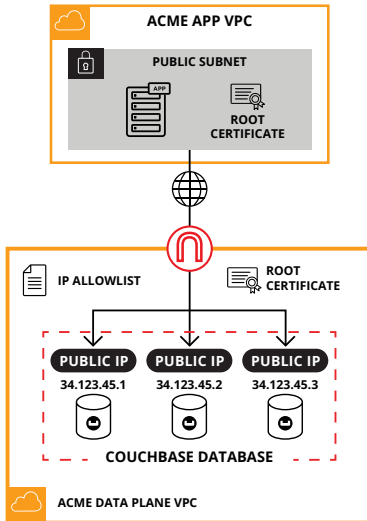 ACME APP VPC
PUBLIC SUBNET
APP
ROOT
CERTIFICATE
IP ALLOWLIST
ROOT
CERTIFICATE
PUBLIC IP PUBLIC IP PUBLIC IP
34.123.45.1 34.123.45.2 34.123.45.3
COUCHBASE DATABASE
ACME DATA PLANE VPC